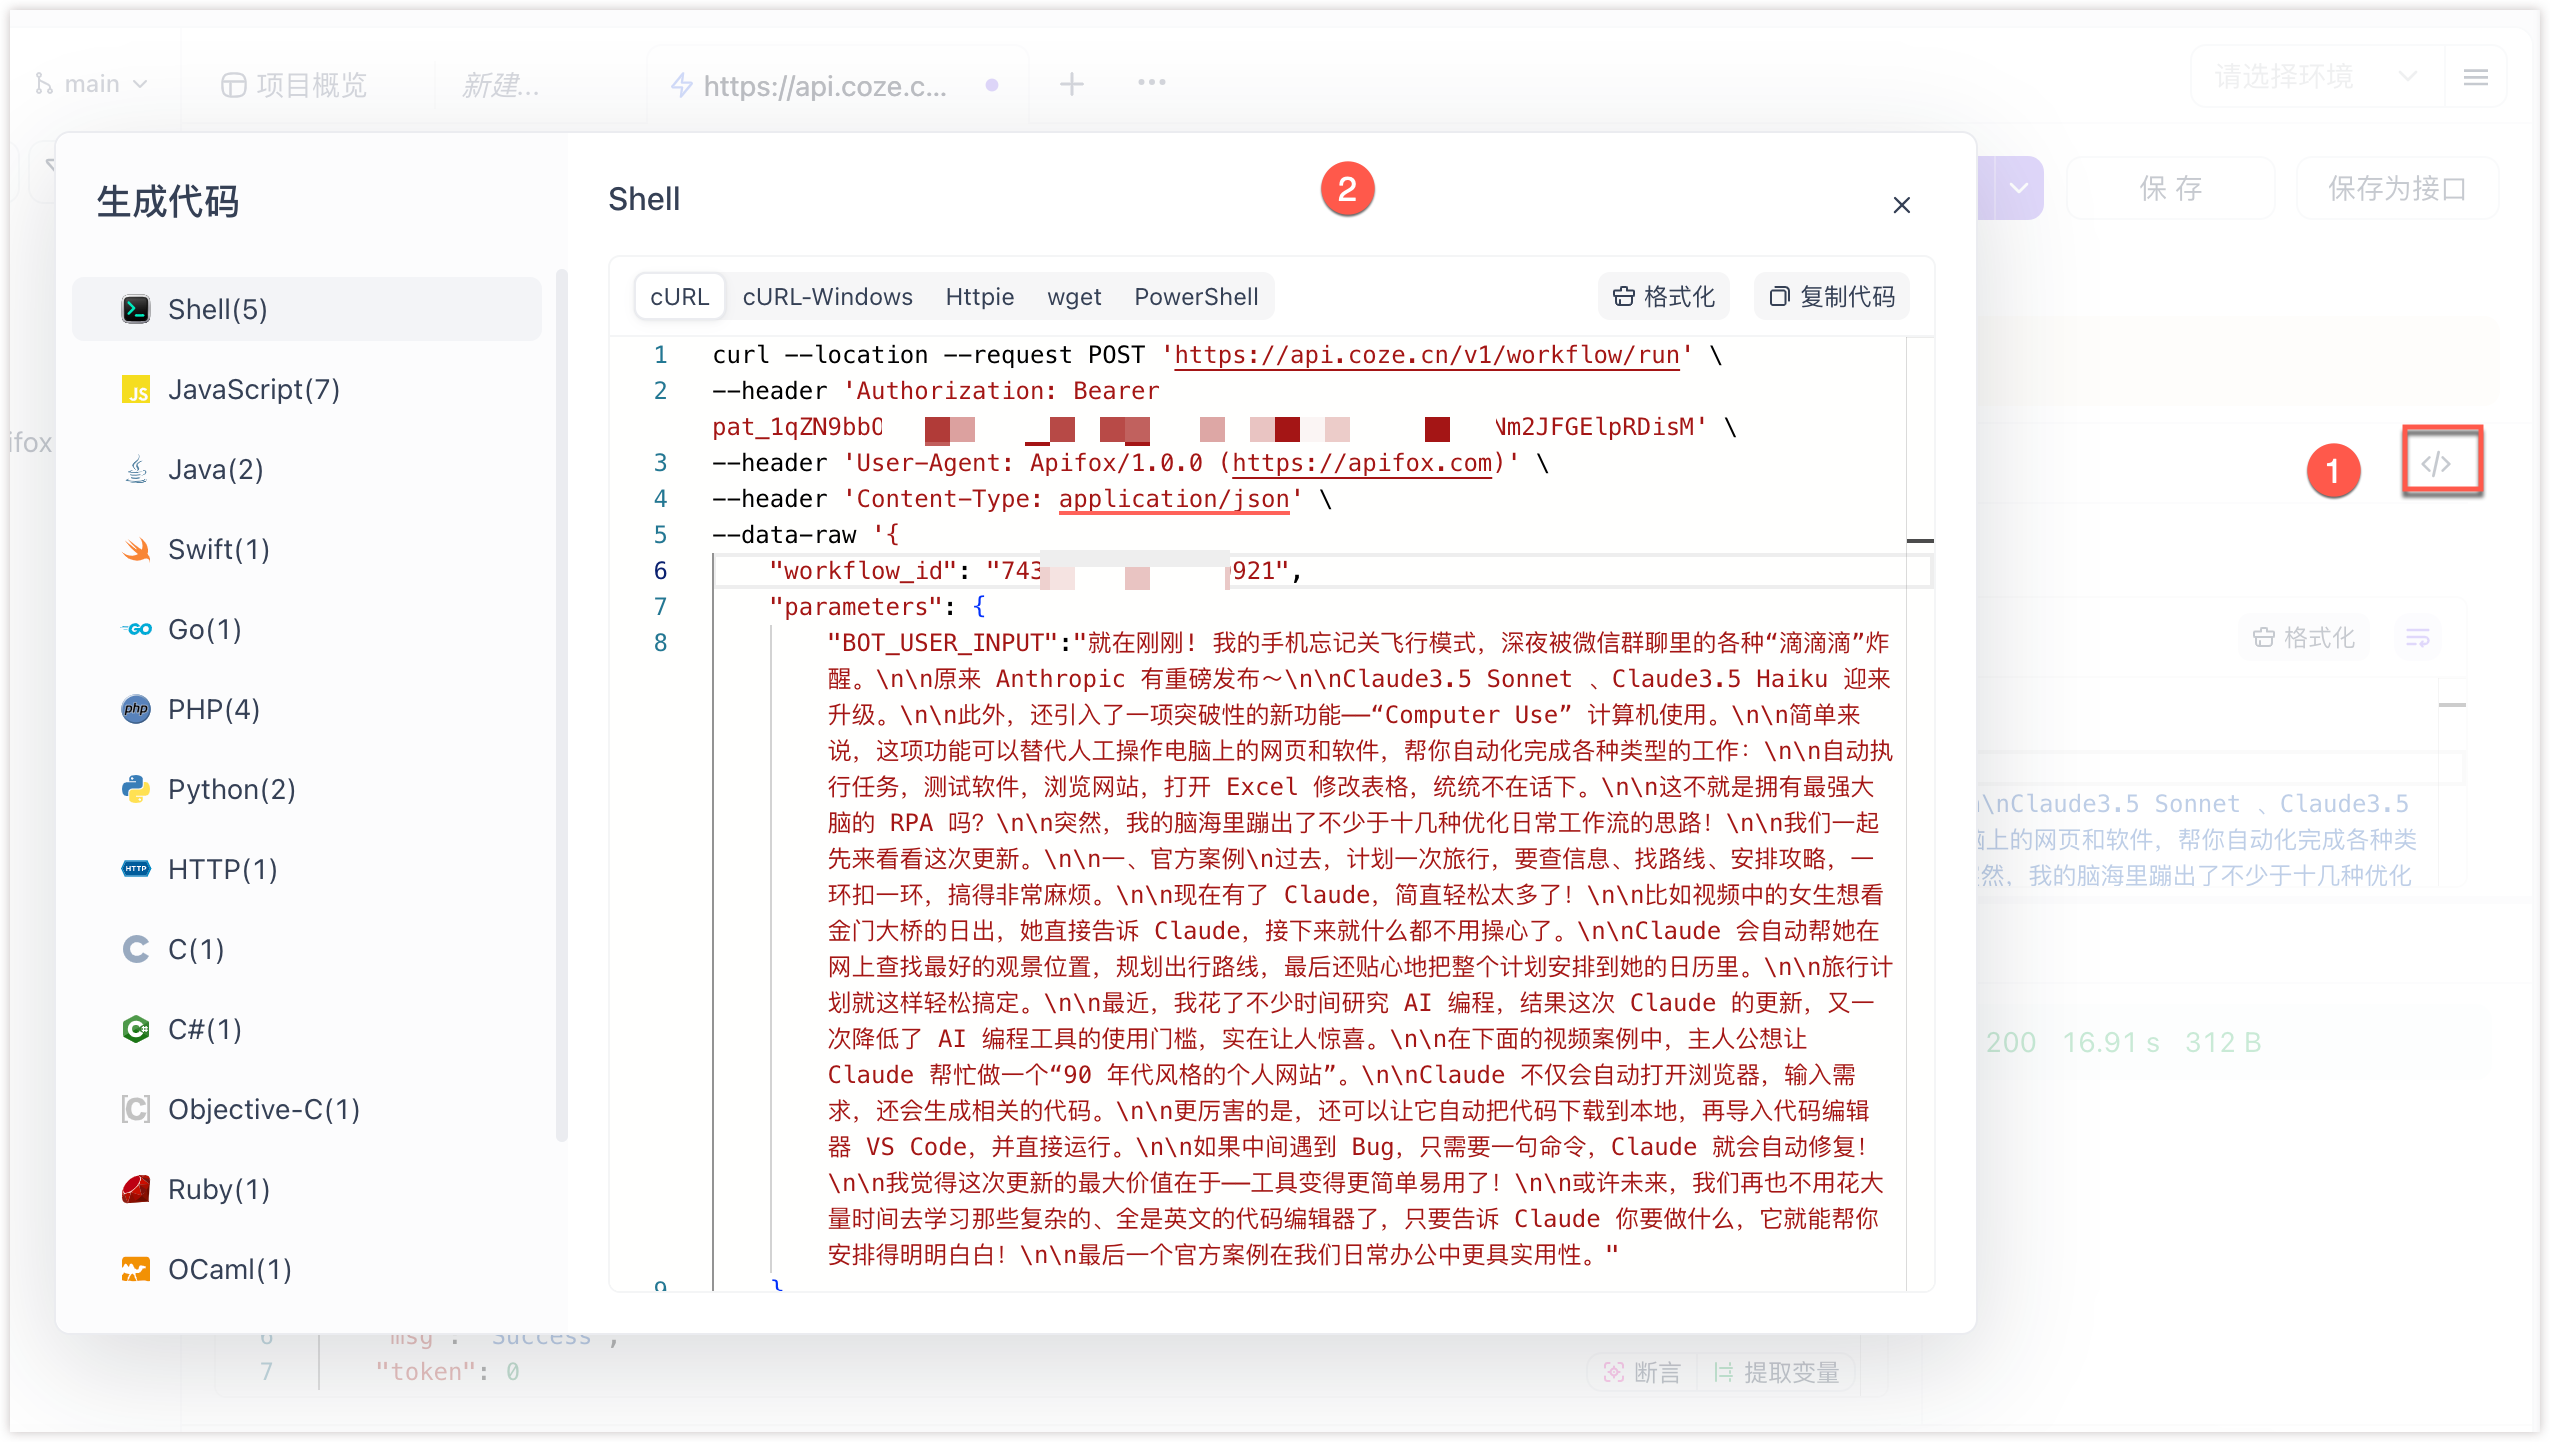 main
项目概览
新建...
https://api.coze.c...
请选择环境
保 存
保存为接口
生成代码
Shell
2
Shell(5)
JavaScript(7)
Java(2)
Swift(1)
Go(1)
PHP(4)
Python(2)
HTTP(1)
C(1)
C#(1)
Objective-C(1)
Ruby(1)
OCaml(1)
cURL cURL-Windows Httpie wget PowerShell
格式化
复制代码
1 curl --location --request POST 'https://api.coze.cn/v1/workflow/run' \
2 --header 'Authorization: Bearer
pat_1qZN9bb Nm2JFGElpRDisM' \
3 --header 'User-Agent: Apifox/1.0.0 (https://apifox.com)' \
4 --header 'Content-Type: application/json' \
5 --data-raw '{
6 "workflow_id": "743 921",
7 "parameters": {
8 "BOT_USER_INPUT":"就在刚刚！我的手机忘记关飞行模式，深夜被微信群聊里的各种“滴滴滴”炸
醒。\n\n原来 Anthropic 有重磅发布～\n\nClaude3.5 Sonnet 、Claude3.5 Haiku 迎来
升级。\n\n此外，还引入了一项突破性的新功能——“Computer Use” 计算机使用。\n\n简单来
说，这项功能可以替代人工操作电脑上的网页和软件，帮你自动化完成各种类型的工作：\n\n自动执
行任务，测试软件，浏览网站，打开 Excel 修改表格，统统不在话下。\n\n这不就是拥有最强大
脑的 RPA 吗？\n\n突然，我的脑海里蹦出了不少于十几种优化日常工作流的思路！\n\n我们一起
先来看看这次更新。\n\n一、官方案例\n过去，计划一次旅行，要查信息、找路线、安排攻略，一
环扣一环，搞得非常麻烦。\n\n现在有了 Claude，简直轻松太多了！\n\n比如视频中的女生想看
金门大桥的日出，她直接告诉 Claude，接下来就什么都不用操心了。\n\nClaude 会自动帮她在
网上查找最好的观景位置，规划出行路线，最后还贴心地把整个计划安排到她的日历里。\n\n旅行计
划就这样轻松搞定。\n\n最近，我花了不少时间研究 AI 编程，结果这次 Claude 的更新，又一
次降低了 AI 编程工具的使用门槛，实在让人惊喜。\n\n在下面的视频案例中，主人公想让
Claude 帮忙做一个“90 年代风格的个人网站”。\n\nClaude 不仅会自动打开浏览器，输入需
求，还会生成相关的代码。\n\n更厉害的是，还可以让它自动把代码下载到本地，再导入代码编辑
器 VS Code，并直接运行。\n\n如果中间遇到 Bug，只需要一句命令，Claude 就会自动修复！
\n\n我觉得这次更新的最大价值在于——工具变得更简单易用了！\n\n或许未来，我们再也不用花大
量时间去学习那些复杂的、全是英文的代码编辑器了，只要告诉 Claude 你要做什么，它就能帮你
安排得明明白白！\n\n最后一个官方案例在我们日常办公中更具实用性。"
9 }
ifox
1
</>
格式化
\nClaude3.5 Sonnet 、Claude3.5
脑上的网页和软件，帮你自动化完成各种类
然，我的脑海里蹦出了不少于十几种优化
200 16.91 s 312 B
6 "msg": "Success",
7 "token": 0
断言
提取变量